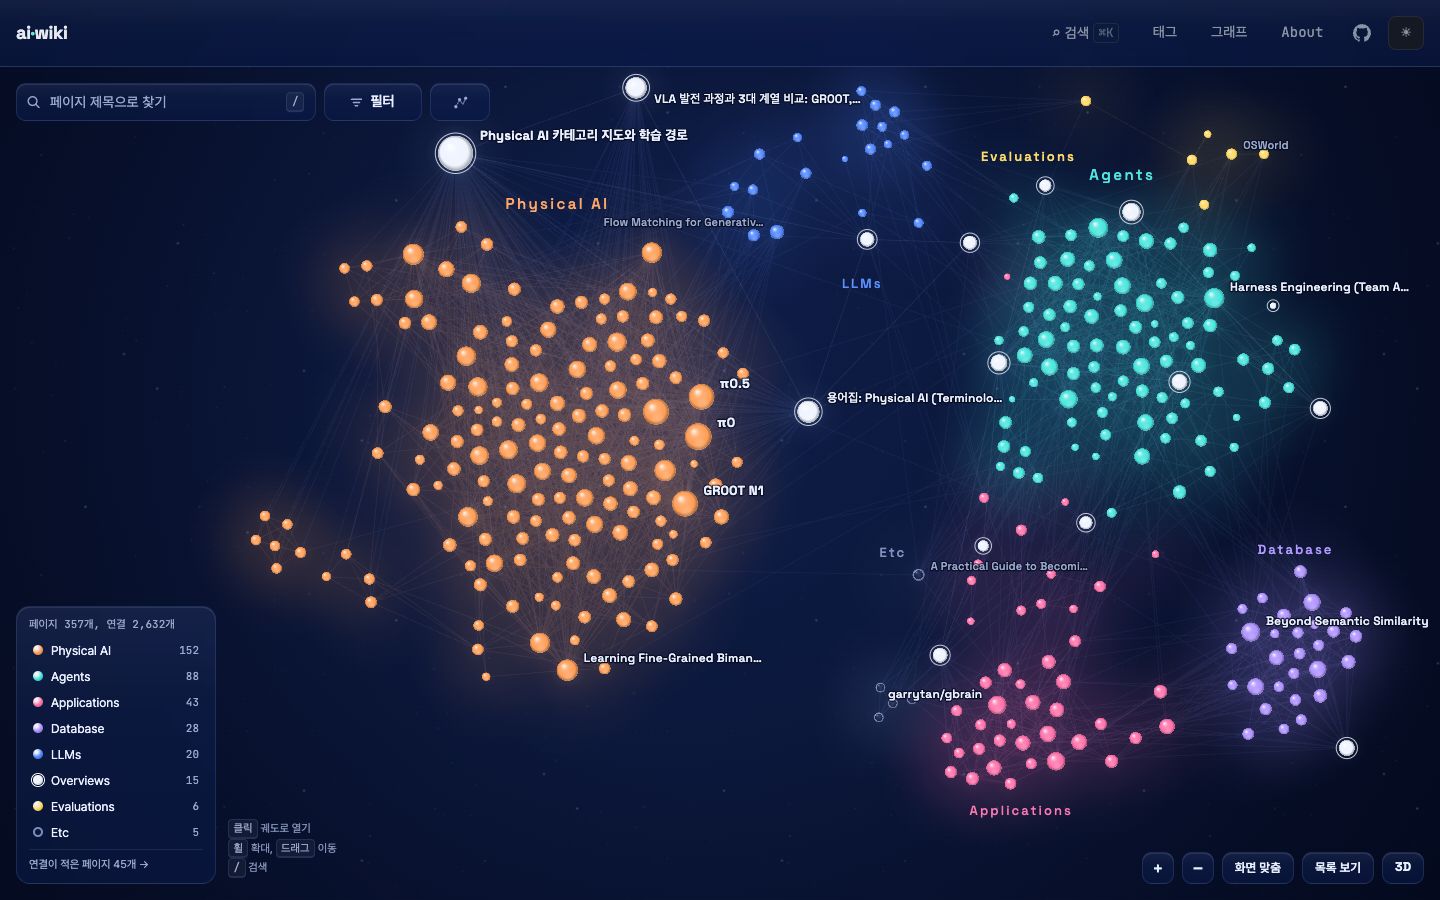 ai·wiki
검색 ⌘K
태그
그래프
About
페이지 제목으로 찾기 /
필터
VLA 발전 과정과 3대 계열 비교: GROOT,...
Physical AI 카테고리 지도와 학습 경로
Evaluations
OSWorld
Agents
Physical AI
Flow Matching for Generativ...
LLMs
Harness Engineering (Team A...
π0.5
용어집: Physical AI (Terminolo...
π0
GROOT N1
Etc
A Practical Guide to Becomi...
Database
Beyond Semantic Similarity
Learning Fine-Grained Biman...
garrytan/gbrain
Applications
페이지 357개, 연결 2,632개
Physical AI 152
Agents 88
Applications 43
Database 28
LLMs 20
Overviews 15
Evaluations 6
Etc 5
연결이 적은 페이지 45개 →
클릭 궤도로 열기
휠 확대, 드래그 이동
/ 검색
+
−
화면 맞춤
목록 보기
3D